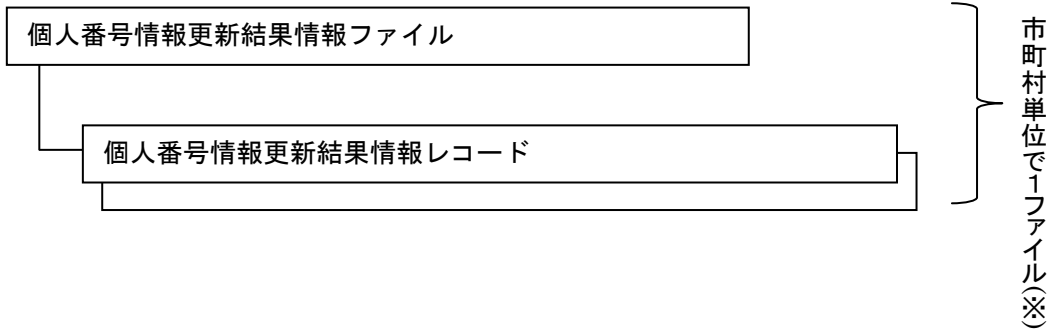 個人番号情報更新結果情報ファイル
個人番号情報更新結果情報レコード
市町村単位で1ファイル(※)